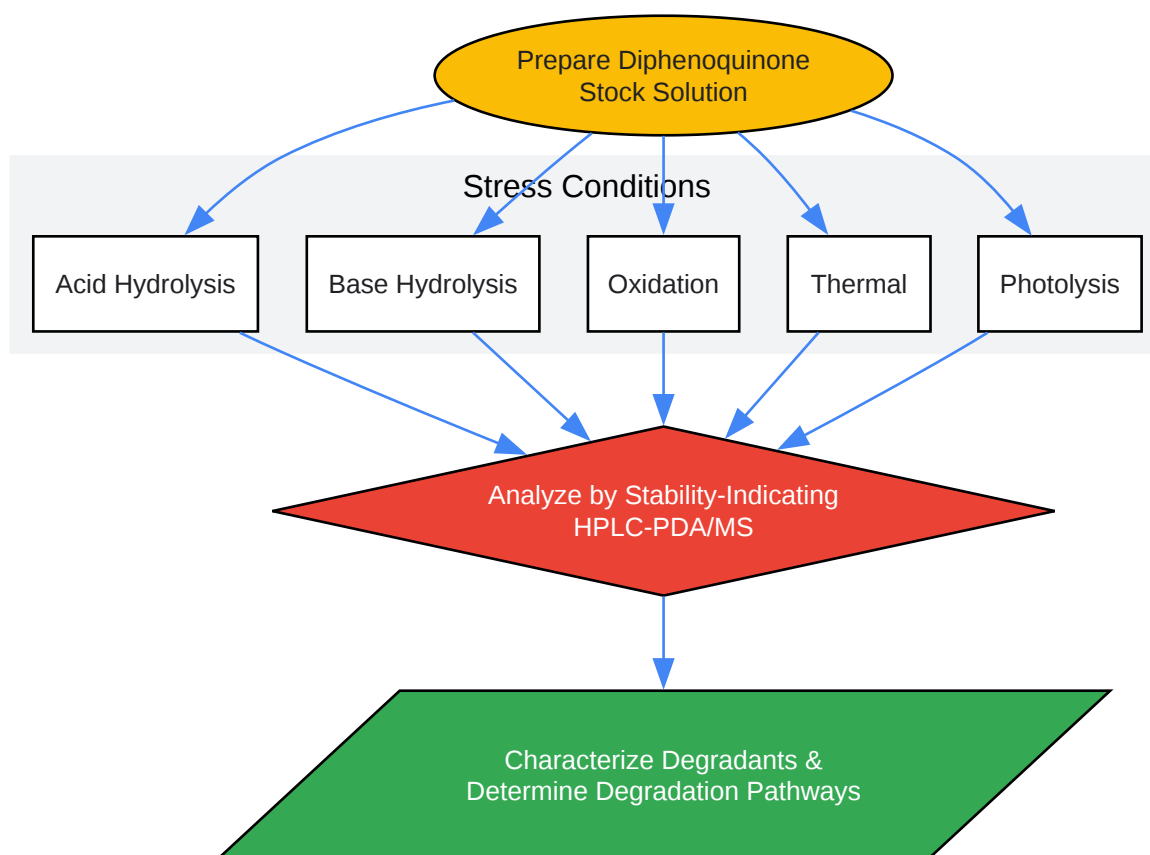 Prepare Diphenoquinone
Stock Solution
Stress Conditions
Acid Hydrolysis
Base Hydrolysis
Oxidation
Thermal
Photolysis
Analyze by Stability-Indicating
HPLC-PDA/MS
Characterize Degradants &
Determine Degradation Pathways